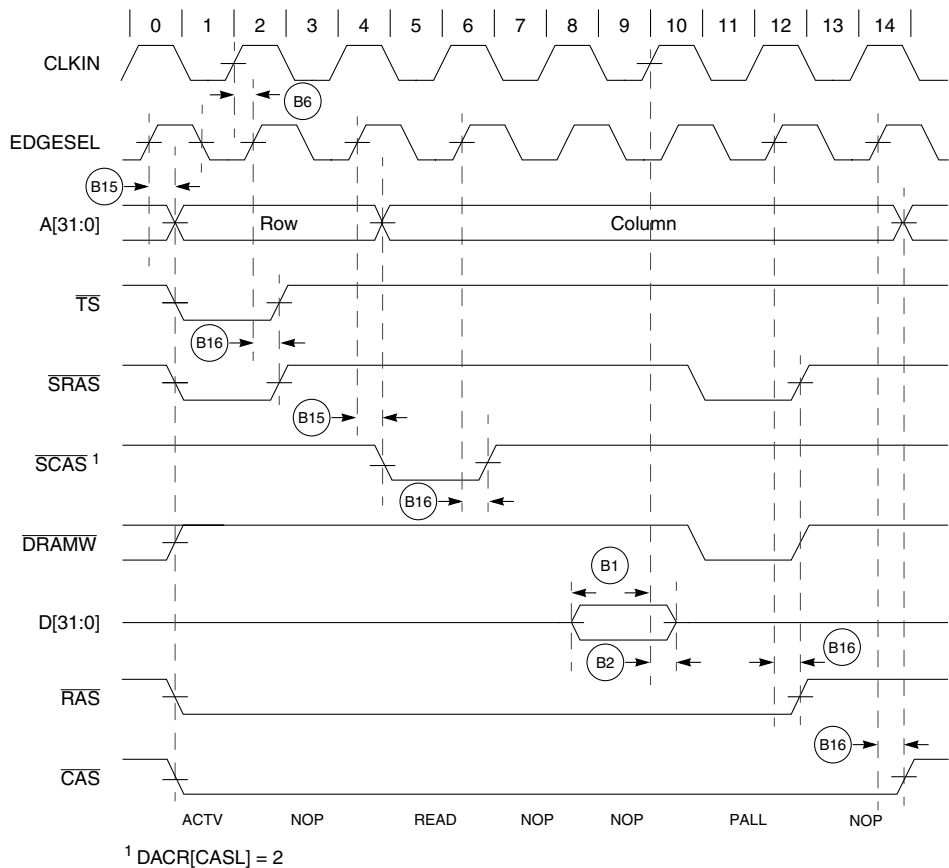 0 1 2 3 4 5 6 7 8 9 10 11 12 13 14
CLKIN
B6
EDGESEL
B15
A[31:0] Row Column
TS
B16
SRAS
B15
SCAS 1
B16
DRAMW
B1
D[31:0]
B2 B16
RAS
B16
CAS
ACTV NOP READ NOP NOP PALL NOP
1 DACR[CASL] = 2